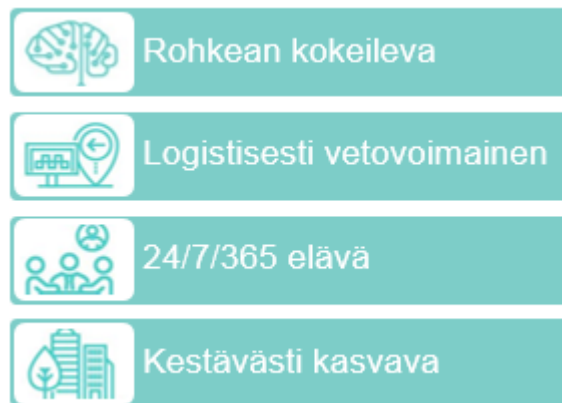 Rohkean kokeileva
Logistisesti vetovoimainen
24/7/365 elävä
Kestävästi kasvava